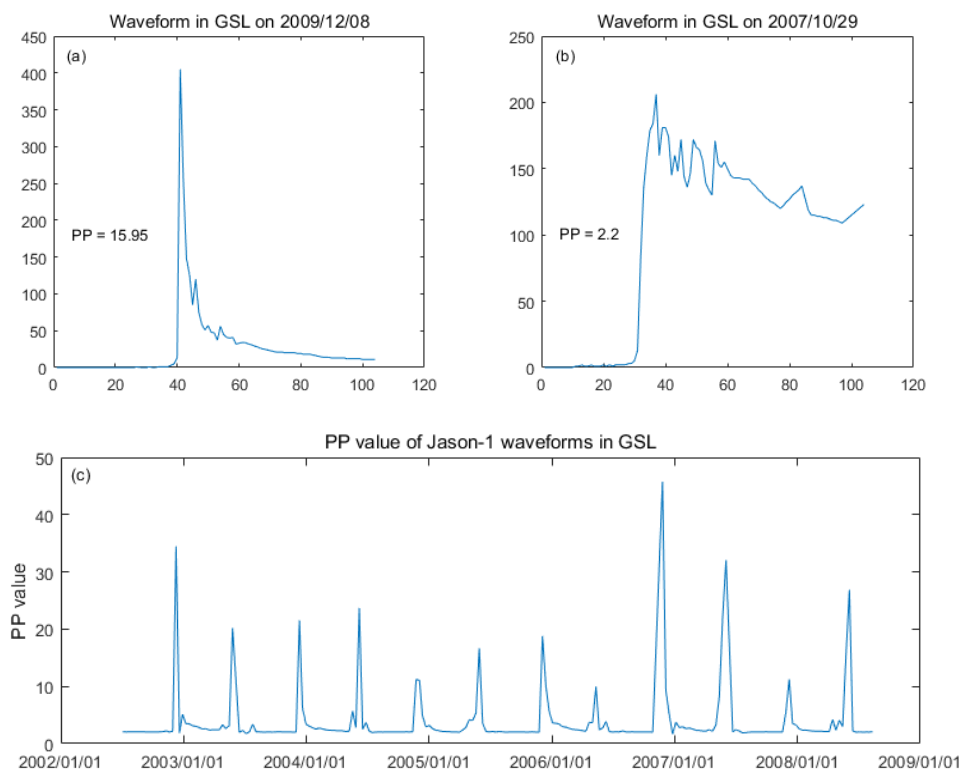 Waveform in GSL on 2009/12/08
(a)
450
400
350
300
250
200
150
100
50
0
PP = 15.95
0 20 40 60 80 100 120
Waveform in GSL on 2007/10/29
(b)
250
200
150
100
50
0
PP = 2.2
0 20 40 60 80 100 120
PP value of Jason-1 waveforms in GSL
(c)
PP value
50
40
30
20
10
0
2002/01/01 2003/01/01 2004/01/01 2005/01/01 2006/01/01 2007/01/01 2008/01/01 2009/01/01